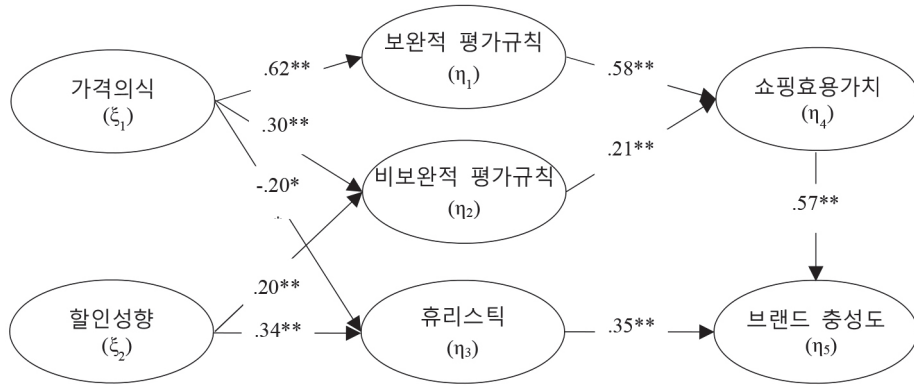 보완적 평가규칙
(η₁)
.62**
.58**
가격의식
(ξ₁)
쇼핑효용가치
(η₄)
.30**
.21**
-.20*
비보완적 평가규칙
(η₂)
.57**
.20**
할인성향
(ξ₂)
.34**
휴리스틱
(η₃)
.35**
브랜드 충성도
(η₅)